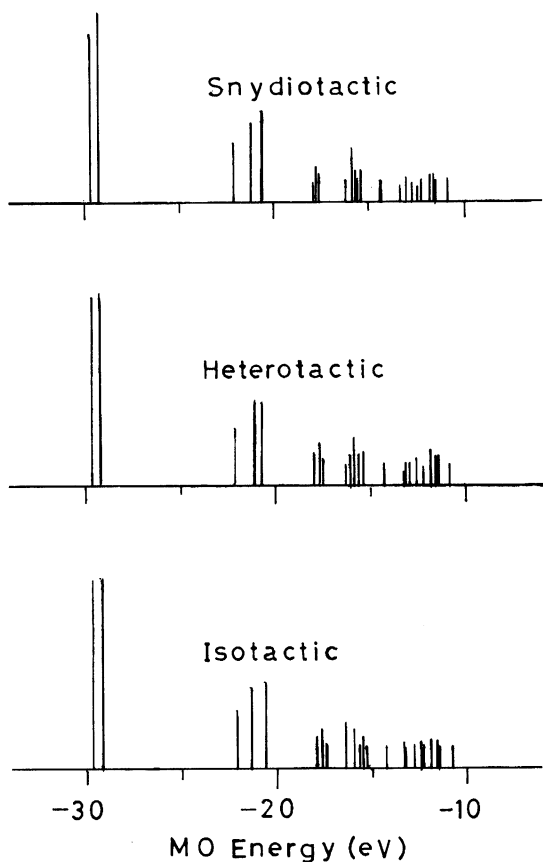 Snydiotactic
Heterotactic
Isotactic
-30 -20 -10
MO Energy (eV)